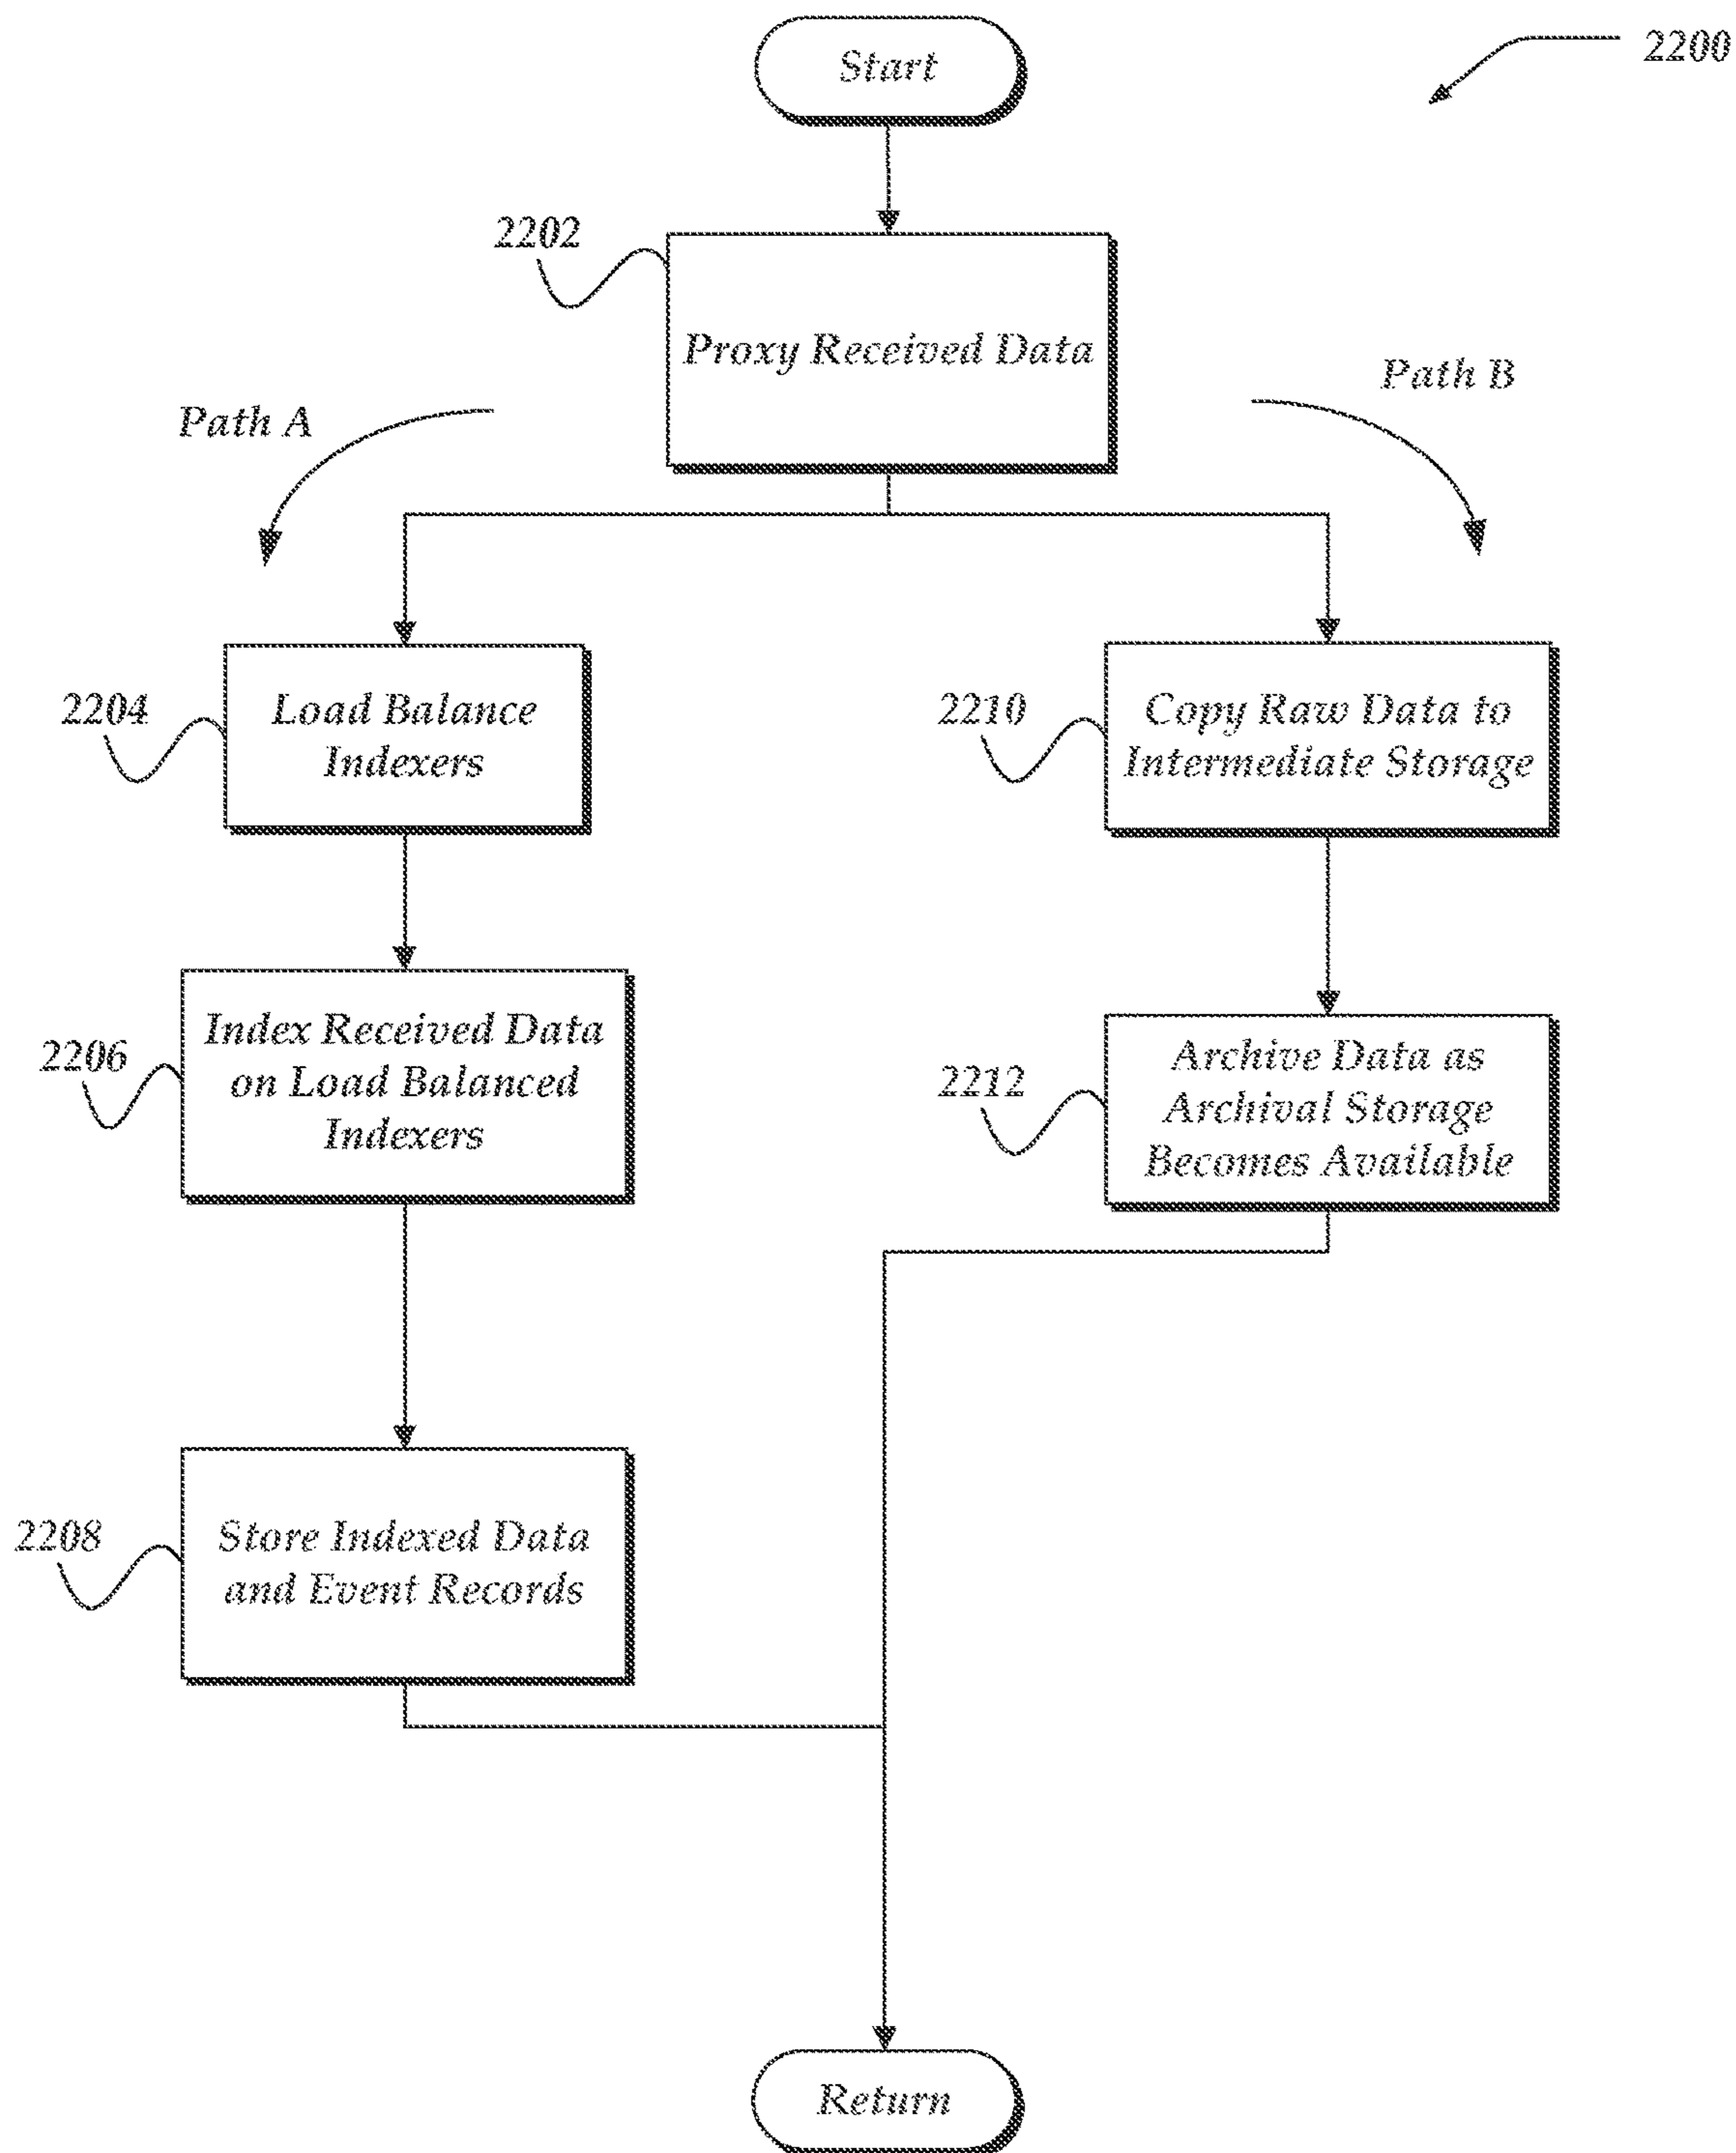 Start
2200
2202
Proxy Received Data
Path A
Path B
2204
Load Balance
Indexers
2210
Copy Raw Data to
Intermediate Storage
2206
Index Received Data
on Load Balanced
Indexers
2212
Archive Data as
Archival Storage
Becomes Available
2208
Store Indexed Data
and Event Records
Return